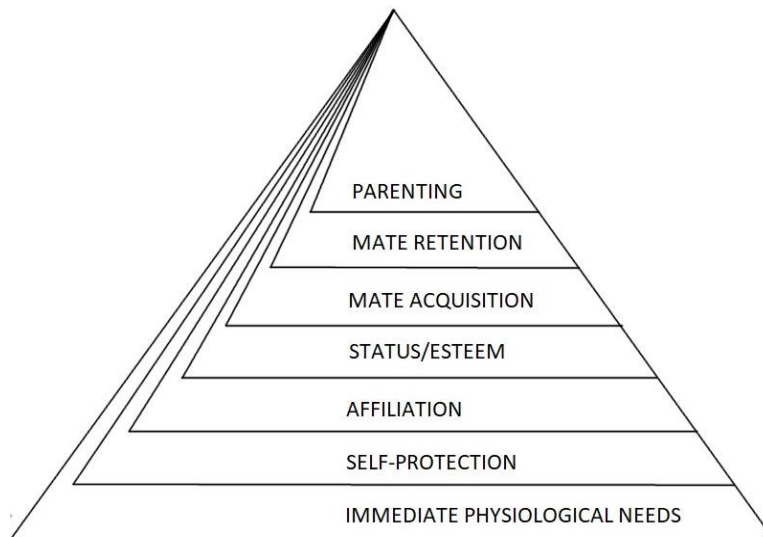 PARENTING
MATE RETENTION
MATE ACQUISITION
STATUS/ESTEEM
AFFILIATION
SELF-PROTECTION
IMMEDIATE PHYSIOLOGICAL NEEDS